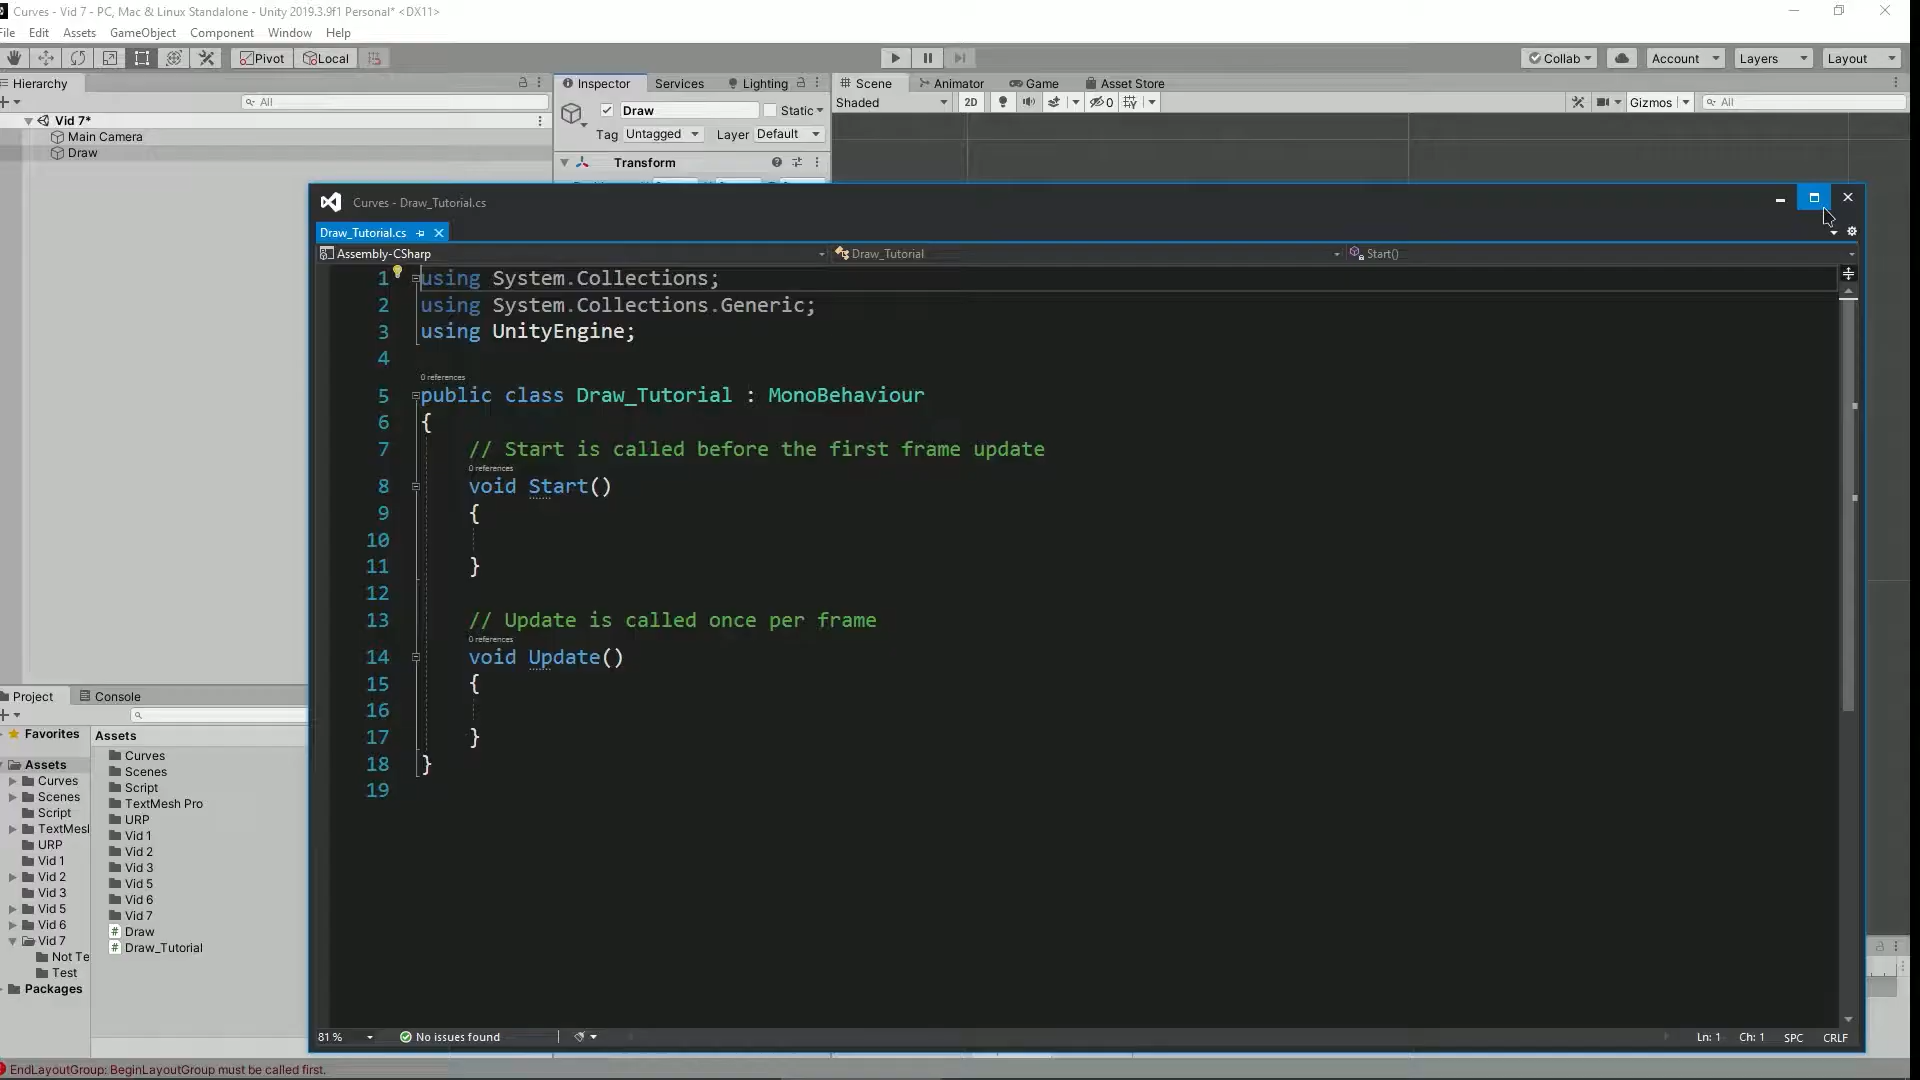 Curves - Vid 7 - PC, Mac & Linux Standalone - Unity 2019.3.9f1 Personal* <DX11>
File Edit Assets GameObject Component Window Help
Pivot Local Collab Account Layers Layout
Hierarchy
All
Vid 7*
Main Camera
Draw
Inspector Services Lighting
Draw Static
Tag Untagged Layer Default
Transform
Scene Animator Game Asset Store
Shaded 2D 0 Gizmos All
Curves - Draw_Tutorial.cs
Draw_Tutorial.cs
Assembly-CSharp Draw_Tutorial Start()
1 using System.Collections;
2 using System.Collections.Generic;
3 using UnityEngine;
4
0 references
5 public class Draw_Tutorial : MonoBehaviour
6 {
7 // Start is called before the first frame update
0 references
8 void Start()
9 {
10
11 }
12
13 // Update is called once per frame
0 references
14 void Update()
15 {
16
17 }
18 }
19
81 % No issues found Ln: 1 Ch: 1 SPC CRLF
Project Console
Favorites
Assets
Curves
Scenes
Script
TextMesh
URP
Vid 1
Vid 2
Vid 3
Vid 5
Vid 6
Vid 7
Not Te
Test
Packages
Assets
Curves
Scenes
Script
TextMesh Pro
URP
Vid 1
Vid 2
Vid 3
Vid 5
Vid 6
Vid 7
Draw
Draw_Tutorial
EndLayoutGroup: BeginLayoutGroup must be called first.